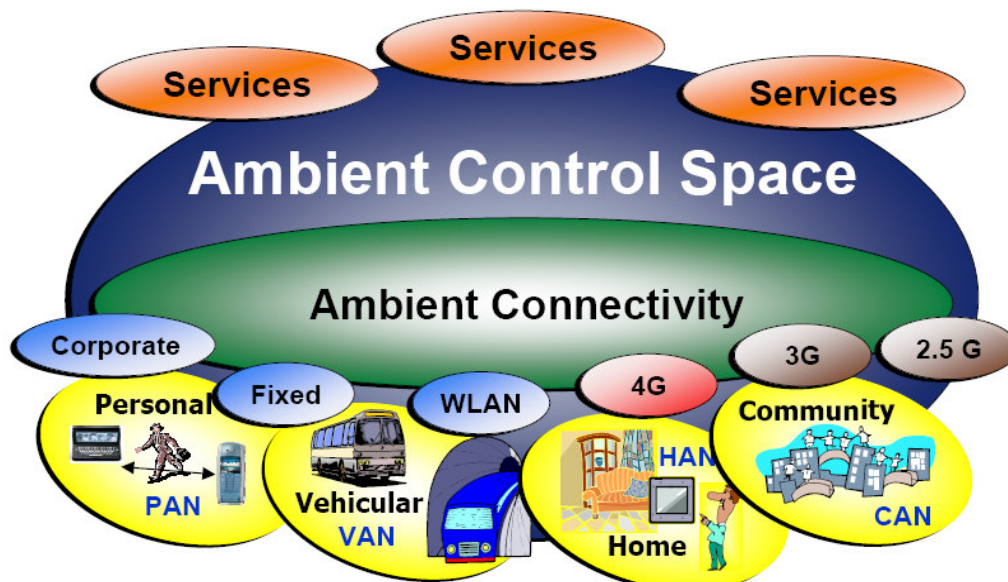 Services
Services
Services
Ambient Control Space
Ambient Connectivity
Corporate
Fixed
WLAN
4G
3G
2.5 G
Personal
PAN
Vehicular
VAN
HAN
Home
Community
CAN